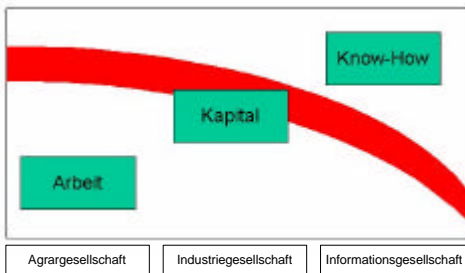 Know-How
Kapital
Arbeit
Agrargesellschaft
Industriegesellschaft
Informationsgesellschaft